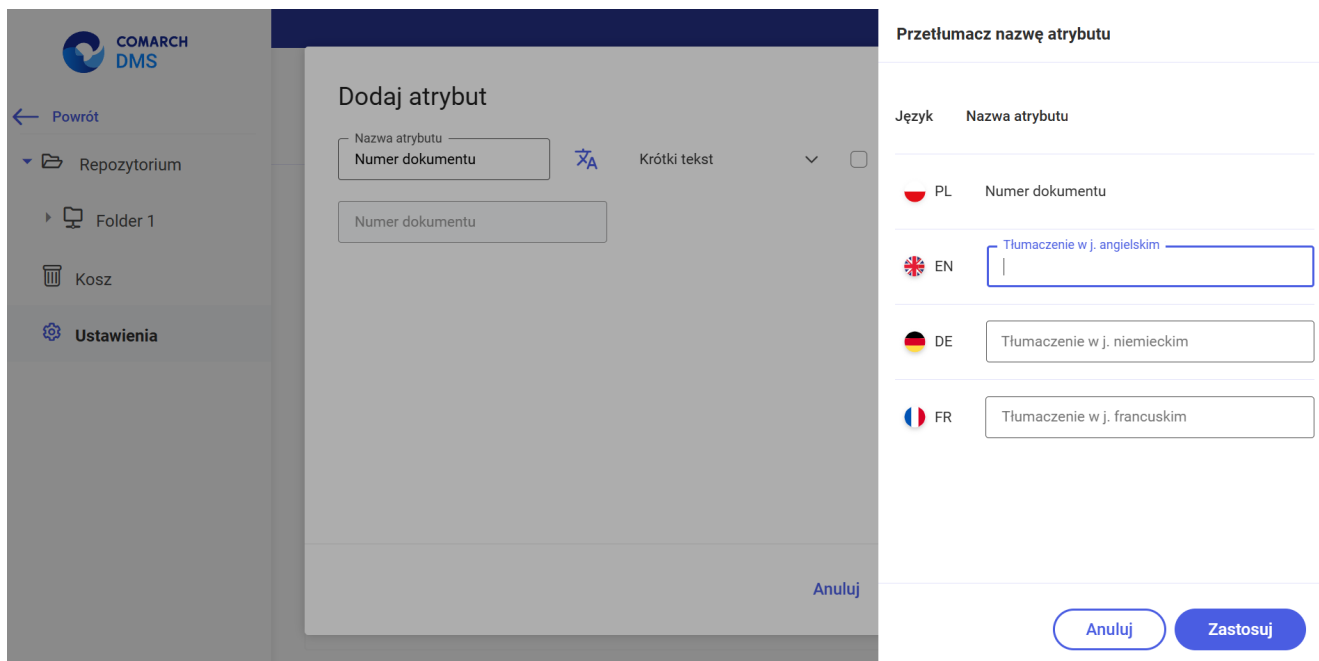 COMARCH
DMS
Powrót
Repozytorium
Folder 1
Kosz
Ustawienia
Dodaj atrybut
Nazwa atrybutu
Numer dokumentu
Krótki tekst
Numer dokumentu
Anuluj
Przetłumacz nazwę atrybutu
Język Nazwa atrybutu
PL Numer dokumentu
Tłumaczenie w j. angielskim
EN
DE Tłumaczenie w j. niemieckim
FR Tłumaczenie w j. francuskim
Anuluj Zastosuj